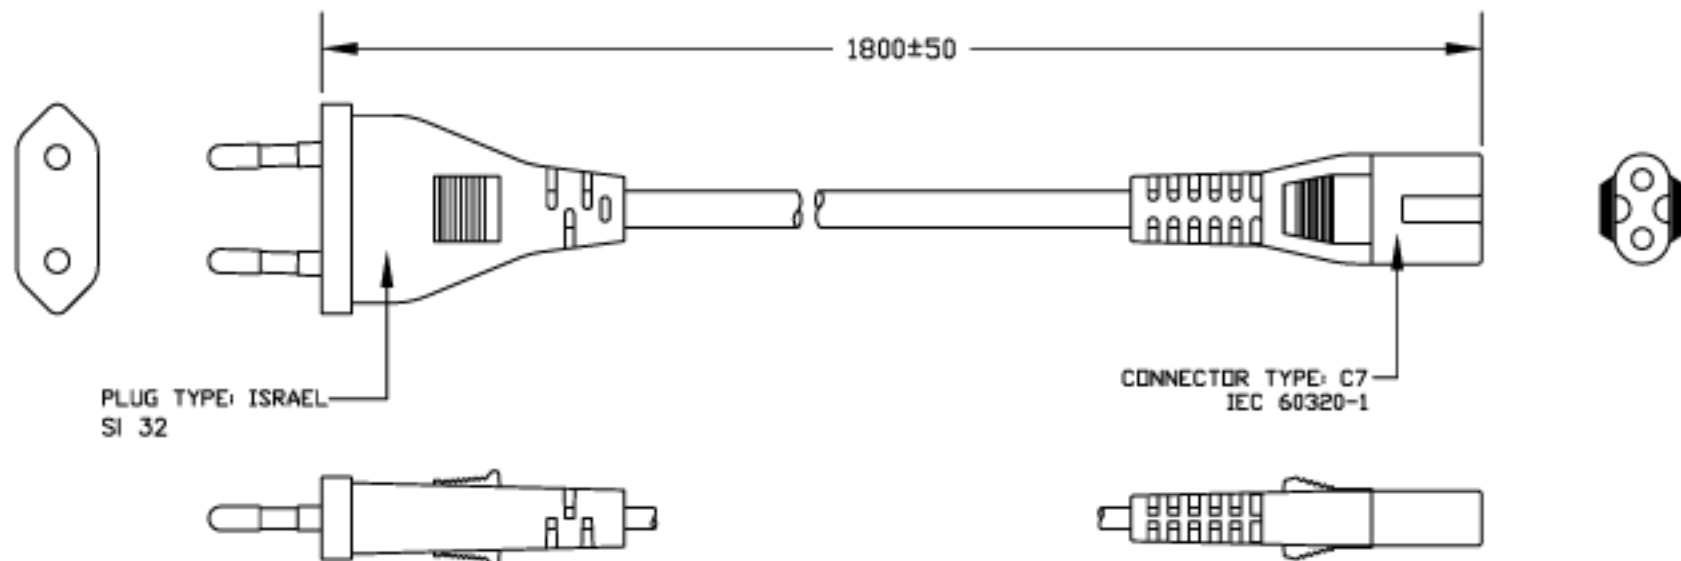 1800±50
PLUG TYPE: ISRAEL
SI 32
CONNECTOR TYPE: C7
IEC 60320-1